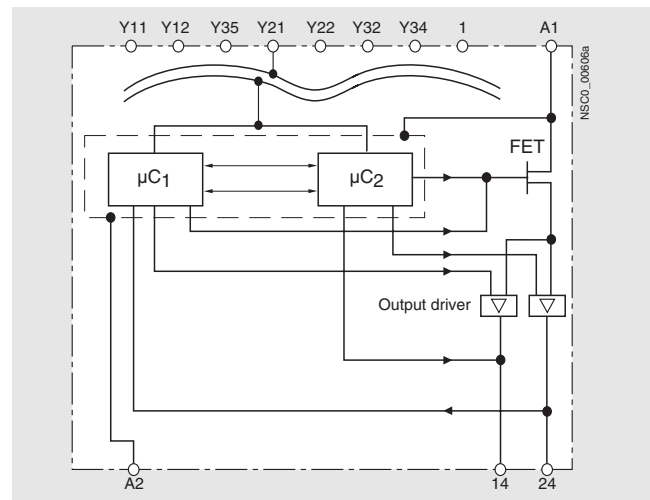 Y11 Y12 Y35 Y21 Y22 Y32 Y34 1 A1
NSC0_00606a
FET
µC1 µC2
Output driver
A2 14 24